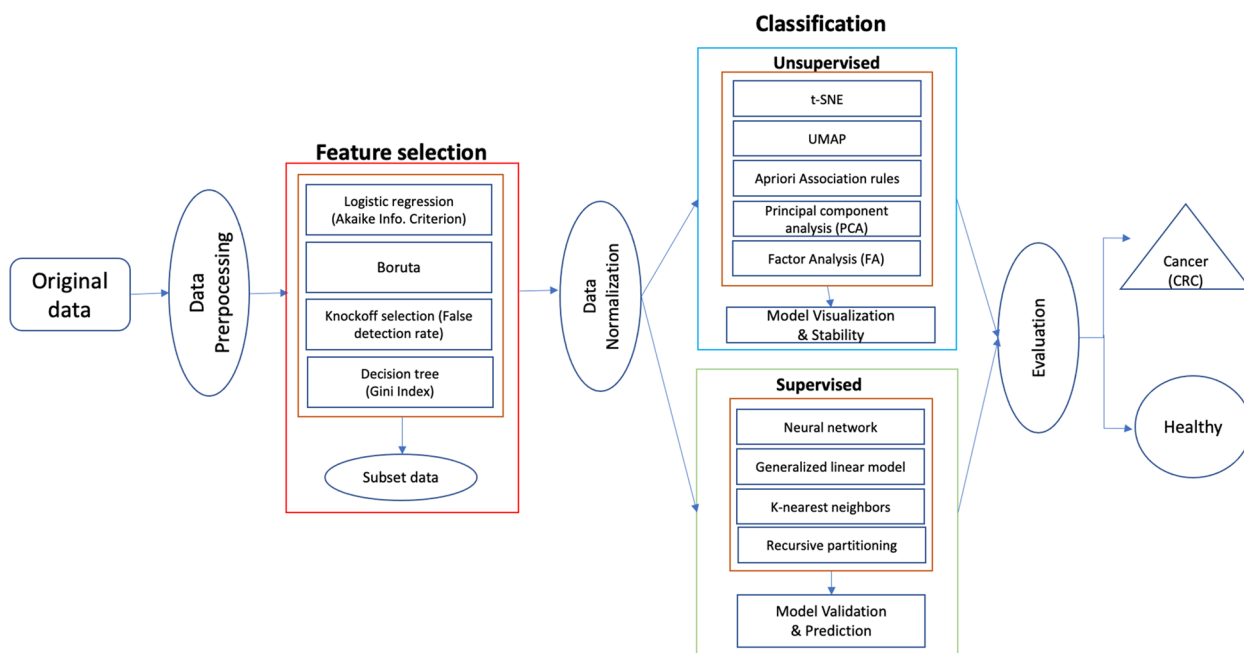 Original
data
Data
Prerpocessing
Feature selection
Logistic regression
(Akaike Info. Criterion)
Boruta
Knockoff selection (False
detection rate)
Decision tree
(Gini Index)
Subset data
Data
Normalization
Classification
Unsupervised
t-SNE
UMAP
Apriori Association rules
Principal component
analysis (PCA)
Factor Analysis (FA)
Model Visualization
& Stability
Supervised
Neural network
Generalized linear model
K-nearest neighbors
Recursive partitioning
Model Validation
& Prediction
Evaluation
Cancer
(CRC)
Healthy